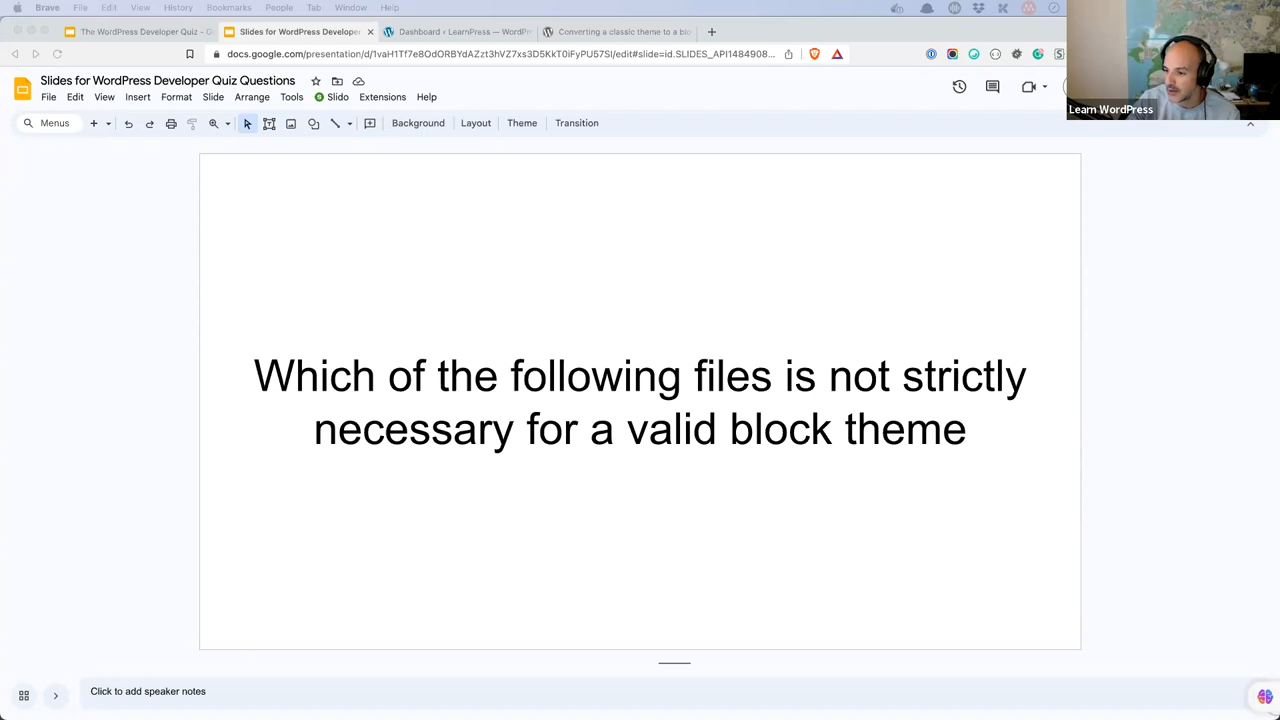 Brave File Edit View History Bookmarks People Tab Window Help
The WordPress Developer Quiz - G
Slides for WordPress Developer
Dashboard ‹ LearnPress — WordPr
Converting a classic theme to a blo
docs.google.com/presentation/d/1vaH1Tf7e8OdORBYdAZzt3hVZ7xs3D5KkT0iFyPU57SI/edit#slide=id.SLIDES_API1484908...
Slides for WordPress Developer Quiz Questions
File Edit View Insert Format Slide Arrange Tools Slido Extensions Help
Learn WordPress
Menus Layout Theme Transition
Which of the following files is not strictly
necessary for a valid block theme
Click to add speaker notes